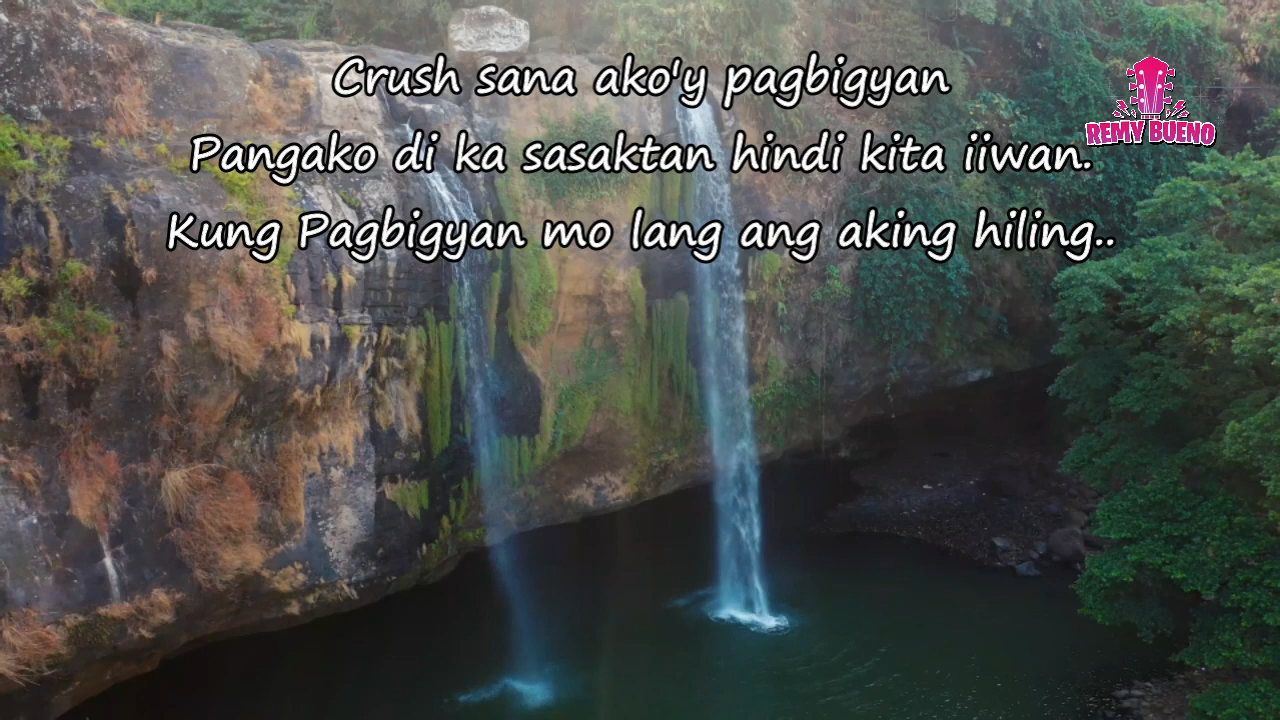 Crush sana ako'y pagbigyan
REMY BUENO
Pangako di ka sasaktan hindi kita iiwan.
Kung Pagbigyan mo lang ang aking hiling..